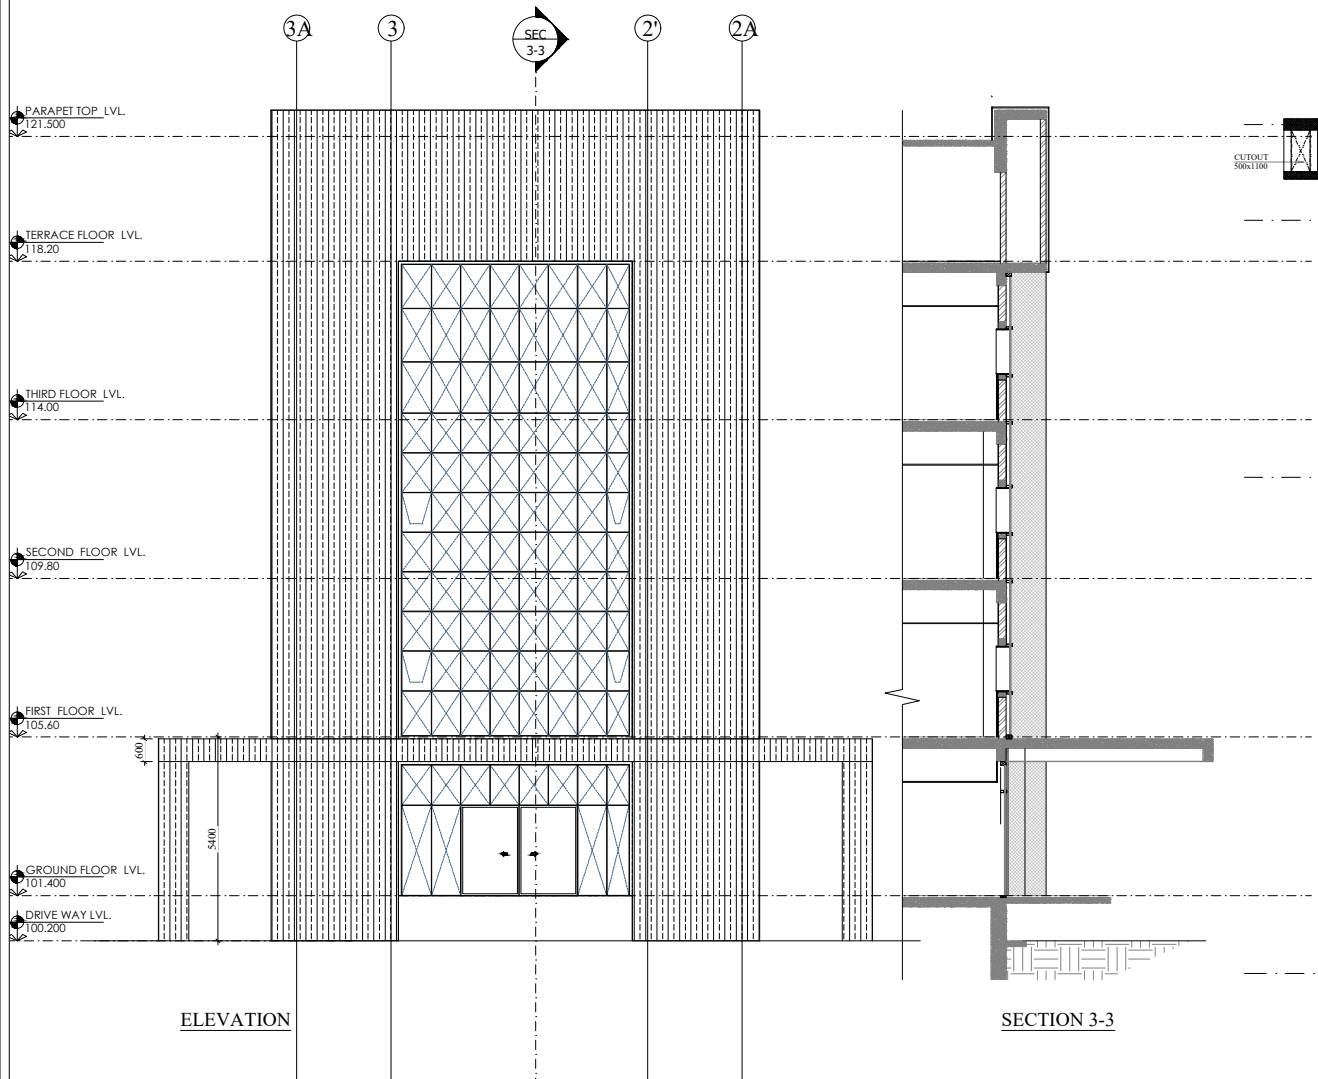 3A
3
SEC
3-3
2'
2A
PARAPET TOP LVL.
121.500
CUTOUT
500x1100
TERRACE FLOOR LVL.
118.20
THIRD FLOOR LVL.
114.00
SECOND FLOOR LVL.
109.80
FIRST FLOOR LVL.
105.60
600
5400
GROUND FLOOR LVL.
101.400
DRIVE WAY LVL.
100.200
ELEVATION
SECTION 3-3